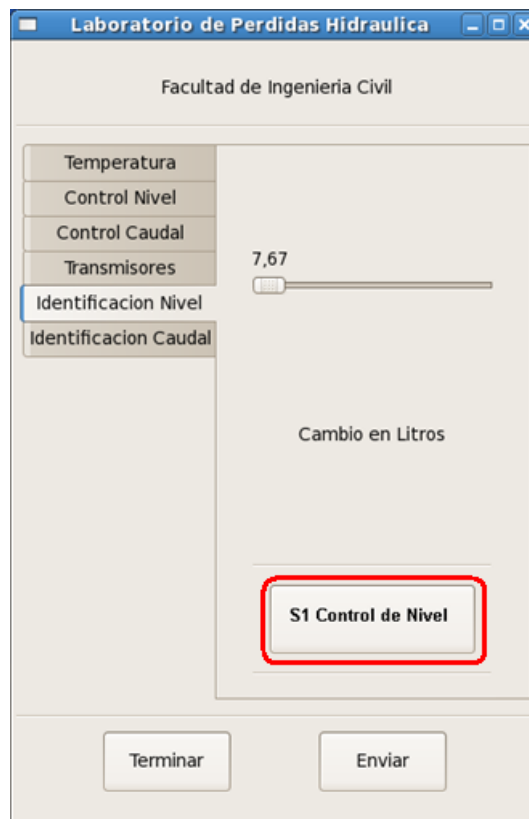 Laboratorio de Perdidas Hidraulica
Facultad de Ingenieria Civil
Temperatura
Control Nivel
Control Caudal
Transmisores
Identificacion Nivel
Identificacion Caudal
7,67
Cambio en Litros
S1 Control de Nivel
Terminar
Enviar